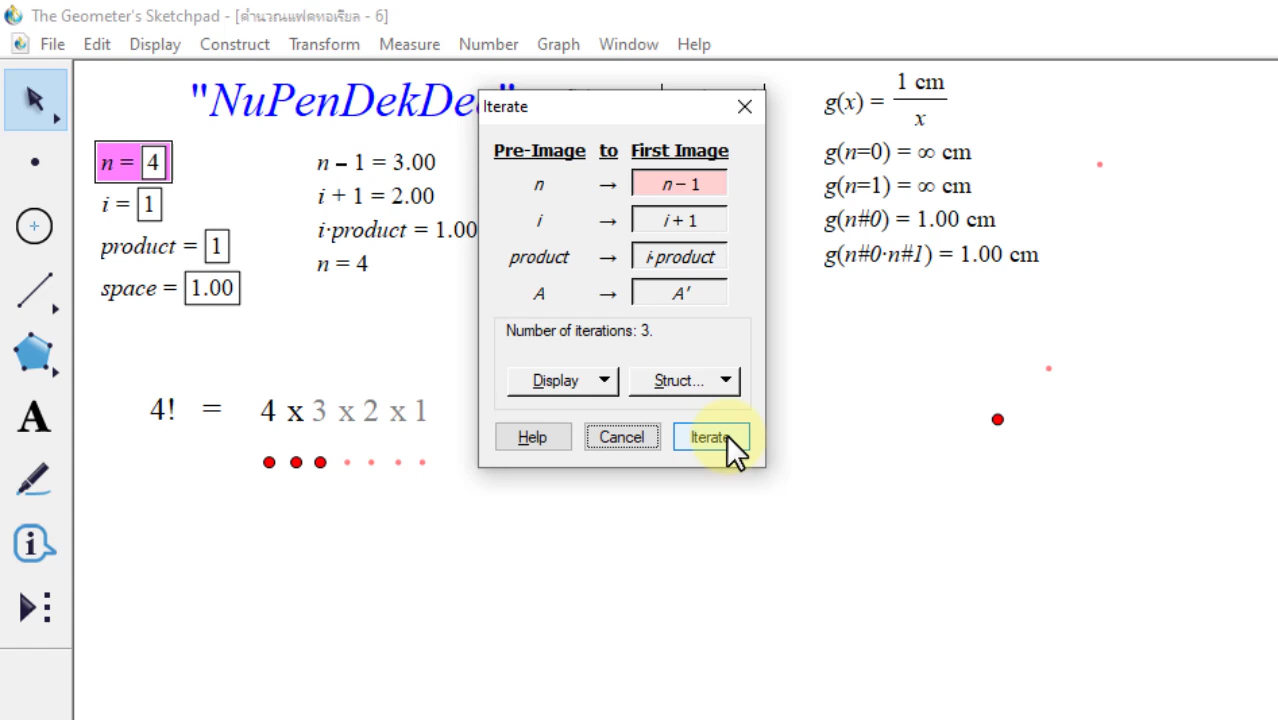 The Geometer's Sketchpad - [คำนวณแฟคทอเรียล - 6]
File Edit Display Construct Transform Measure Number Graph Window Help
"NuPenDekDee"
n = 4
i = 1
product = 1
space = 1.00
n – 1 = 3.00
i + 1 = 2.00
i·product = 1.00
n = 4
4! = 4 x 3 x 2 x 1
Iterate
Pre-Image to First Image
n → n – 1
i → i + 1
product → i·product
A → A'
Number of iterations: 3.
Display Struct...
Help Cancel Iterate
g(x) = 1 cm / x
g(n=0) = ∞ cm
g(n=1) = ∞ cm
g(n#0) = 1.00 cm
g(n#0·n#1) = 1.00 cm
A
i